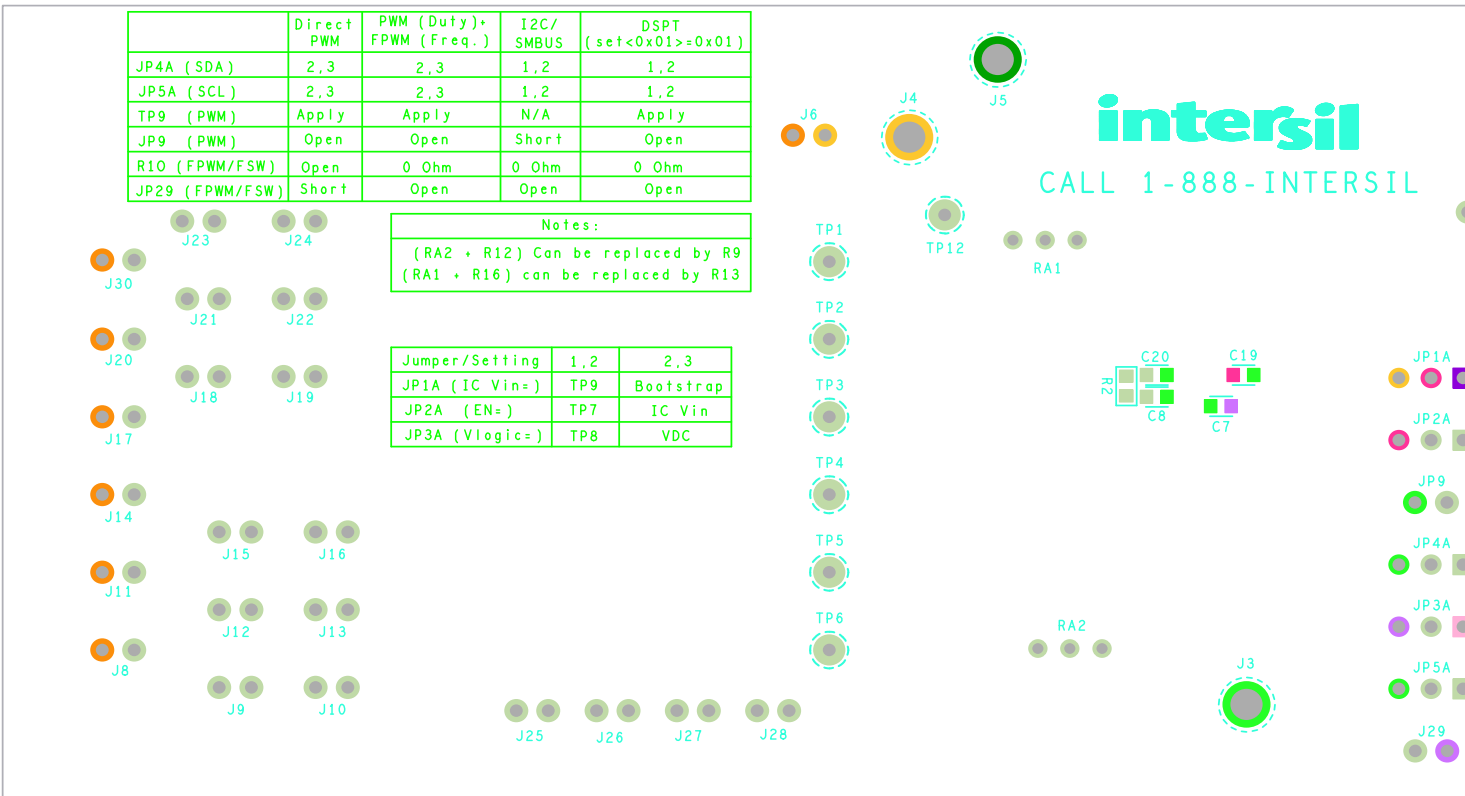 Direct PWM (Duty)+ I2C/ DSPT
PWM FPWM (Freq.) SMBUS (set<0x01>=0x01)
JP4A (SDA) 2,3 2,3 1,2 1,2
JP5A (SCL) 2,3 2,3 1,2 1,2
TP9 (PWM) Apply Apply N/A Apply
JP9 (PWM) Open Open Short Open
R10 (FPWM/FSW) Open 0 Ohm 0 Ohm 0 Ohm
JP29 (FPWM/FSW) Short Open Open Open
Notes:
(RA2 + R12) Can be replaced by R9
(RA1 + R16) can be replaced by R13
Jumper/Setting 1,2 2,3
JP1A (IC Vin=) TP9 Bootstrap
JP2A (EN=) TP7 IC Vin
JP3A (Vlogic=) TP8 VDC
J5
J4
J6
intersil
CALL 1-888-INTERSIL
J23
J24
J30
J21
J22
J20
J18
J19
J17
J14
J15
J16
J11
J12
J13
J8
J9
J10
J25
J26
J27
J28
TP1
TP2
TP3
TP4
TP5
TP6
TP12
RA1
C20
C19
R2
C8
C7
RA2
J3
JP1A
JP2A
JP9
JP4A
JP3A
JP5A
J29